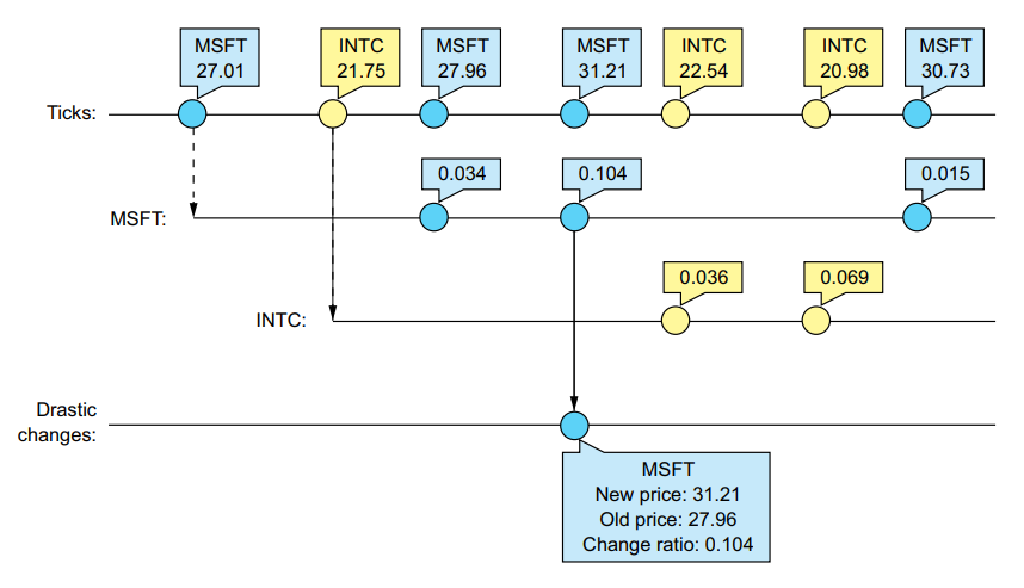 MSFT
27.01
INTC
21.75
MSFT
27.96
MSFT
31.21
INTC
22.54
INTC
20.98
MSFT
30.73
Ticks:
0.034
0.104
0.015
MSFT:
0.036
0.069
INTC:
Drastic
changes:
MSFT
New price: 31.21
Old price: 27.96
Change ratio: 0.104